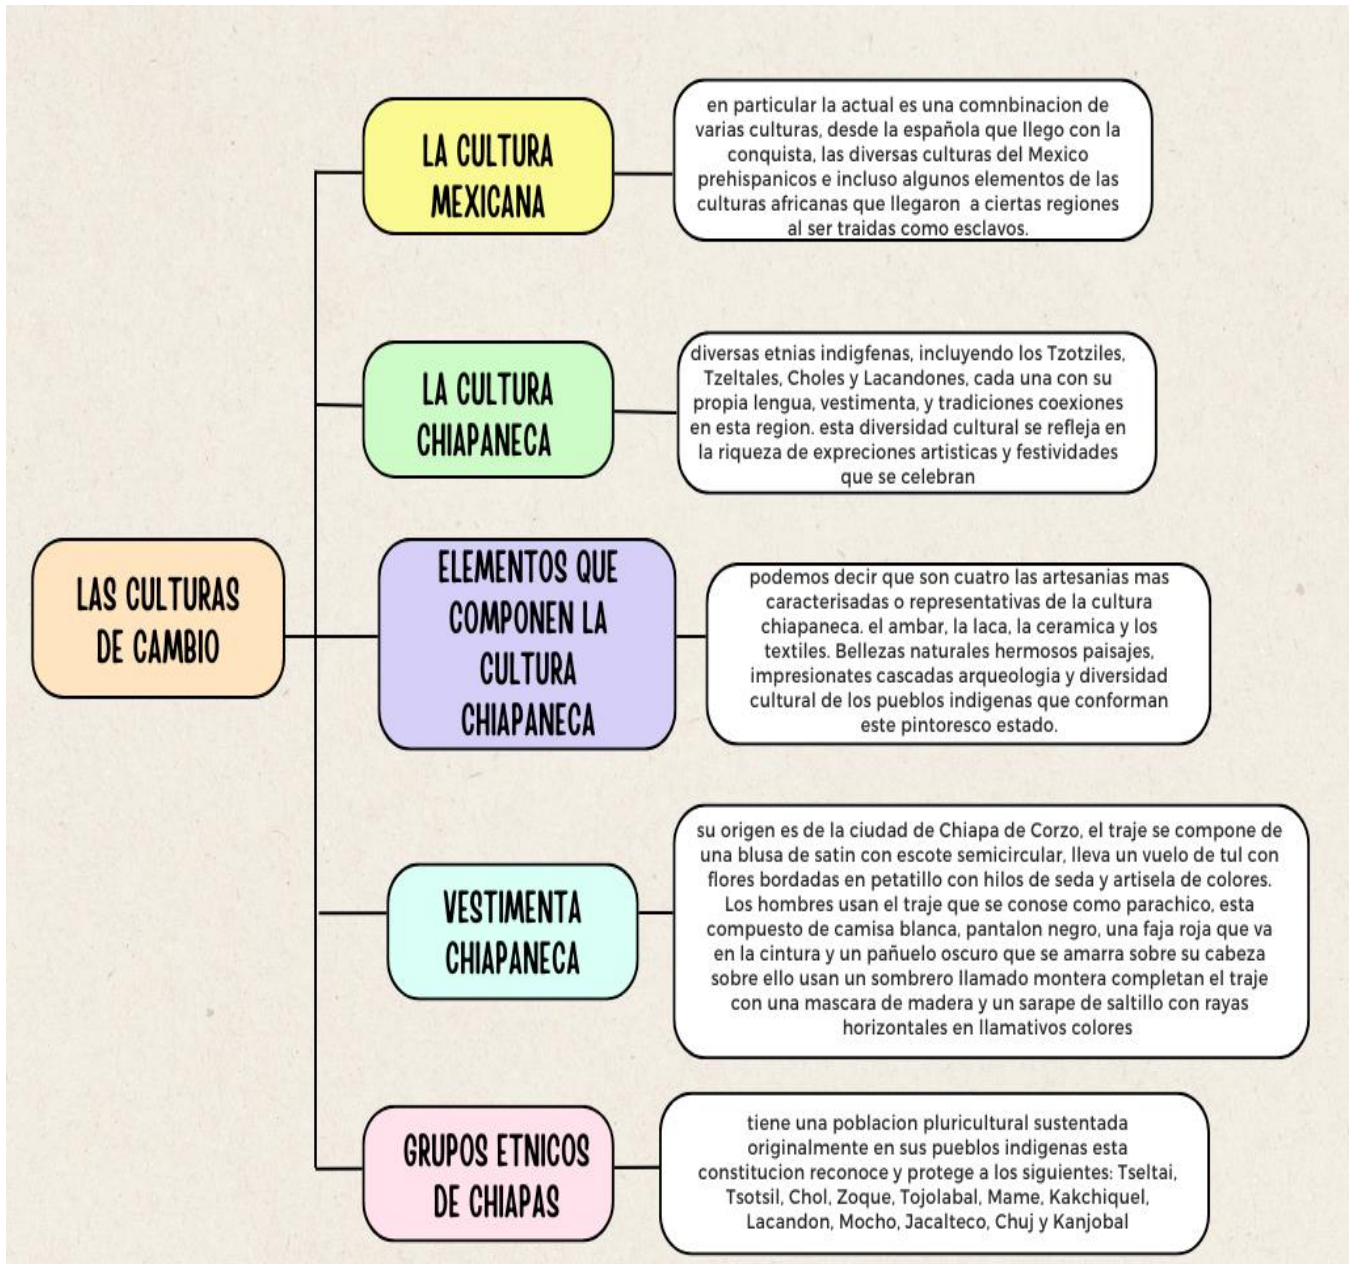 LA CULTURA
MEXICANA
en particular la actual es una comnbinacion de
varias culturas, desde la española que llego con la
conquista, las diversas culturas del Mexico
prehispanicos e incluso algunos elementos de las
culturas africanas que llegaron a ciertas regiones
al ser traidas como esclavos.
LA CULTURA
CHIAPANECA
diversas etnias indigfenas, incluyendo los Tzotziles,
Tzeltales, Choles y Lacandones, cada una con su
propia lengua, vestimenta, y tradiciones coexiones
en esta region. esta diversidad cultural se refleja en
la riqueza de expreciones artisticas y festividades
que se celebran
LAS CULTURAS
DE CAMBIO
ELEMENTOS QUE
COMPONEN LA
CULTURA
CHIAPANECA
podemos decir que son cuatro las artesanias mas
caracterisadas o representativas de la cultura
chiapaneca. el ambar, la laca, la ceramica y los
textiles. Bellezas naturales hermosos paisajes,
impresionates cascadas arqueologia y diversidad
cultural de los pueblos indigenas que conforman
este pintoresco estado.
VESTIMENTA
CHIAPANECA
su origen es de la ciudad de Chiapa de Corzo, el traje se compone de
una blusa de satin con escote semicircular, lleva un vuelo de tul con
flores bordadas en petatillo con hilos de seda y artisela de colores.
Los hombres usan el traje que se conose como parachico, esta
compuesto de camisa blanca, pantalon negro, una faja roja que va
en la cintura y un pañuelo oscuro que se amarra sobre su cabeza
sobre ello usan un sombrero llamado montera completan el traje
con una mascara de madera y un sarape de saltillo con rayas
horizontales en llamativos colores
GRUPOS ETNICOS
DE CHIAPAS
tiene una poblacion pluricultural sustentada
originalmente en sus pueblos indigenas esta
constitucion reconoce y protege a los siguientes: Tseltai,
Tsotsil, Chol, Zoque, Tojolabal, Mame, Kakchiquel,
Lacandon, Mocho, Jacalteco, Chuj y Kanjobal